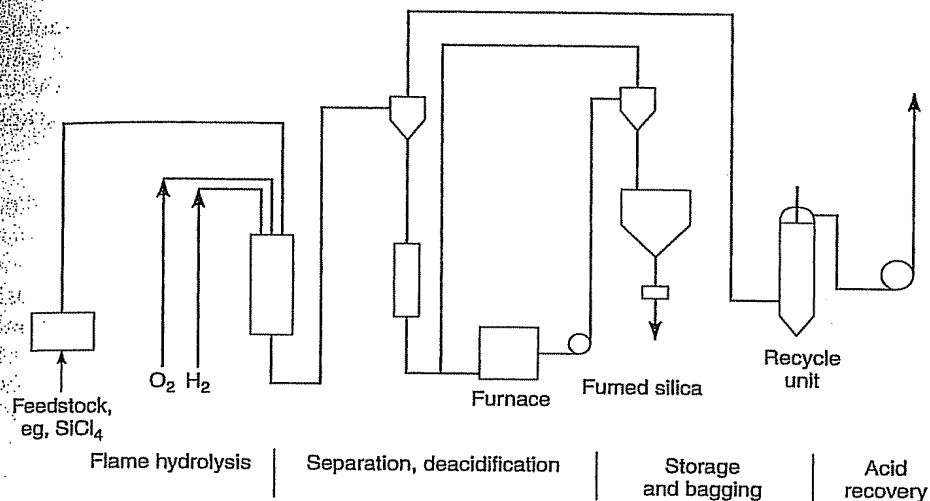 O2 H2
Feedstock,
eg, SiCl4
Furnace
Fumed silica
Recycle
unit
Flame hydrolysis
Separation, deacidification
Storage
and bagging
Acid
recovery